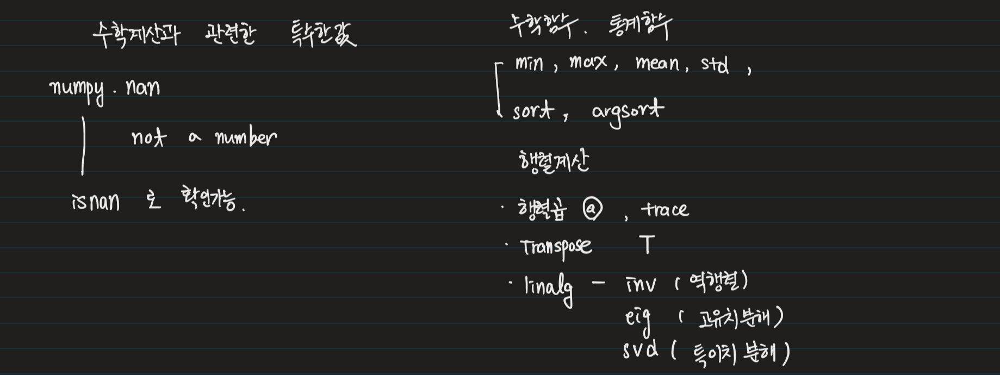 수학계산과 관련한 특수한값
numpy.nan
not a number
isnan 로 확인가능.
수학함수. 통계함수
min, max, mean, std,
sort, argsort
행렬계산
· 행렬곱 @, trace
· Transpose T
· linalg - inv (역행렬)
eig (고유치분해)
svd (특이치 분해)